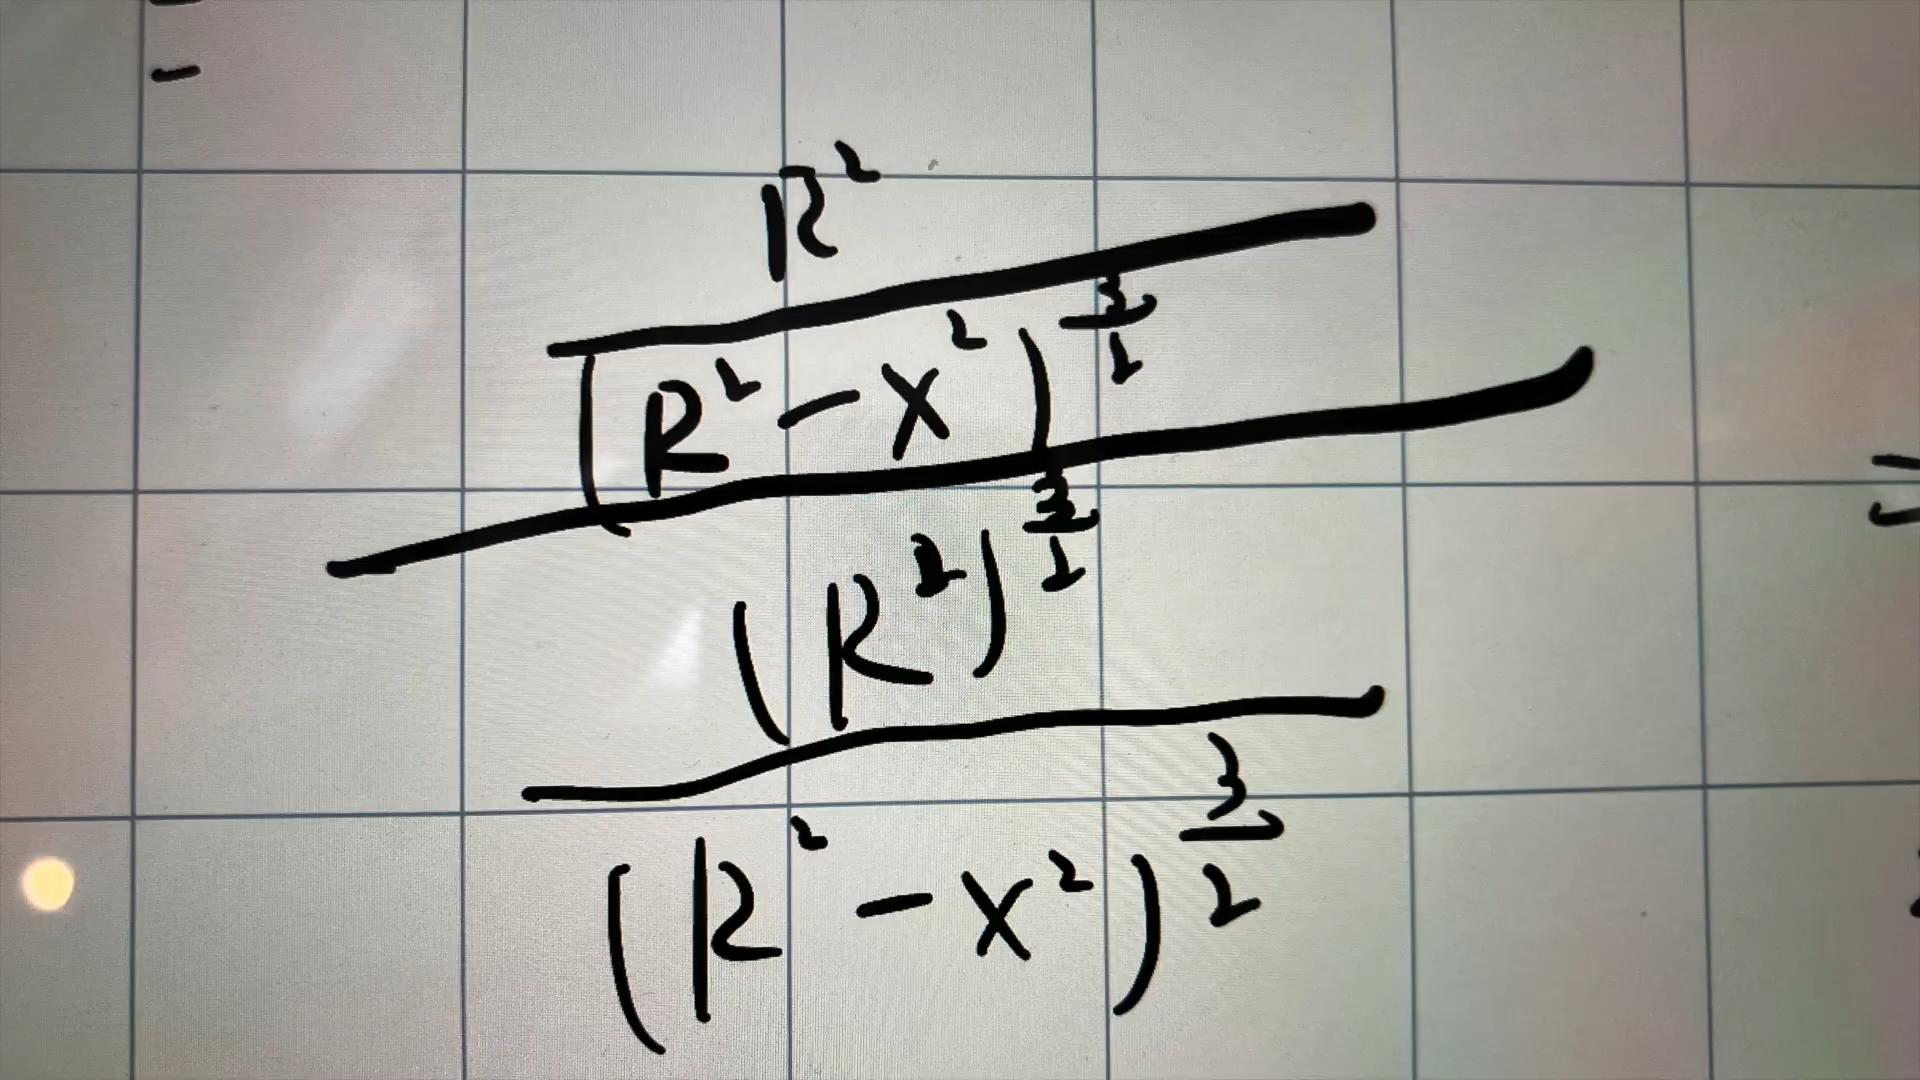 R²
(R² - x²)^(3/2)
(R²)^(3/2)
(R² - x²)^(3/2)